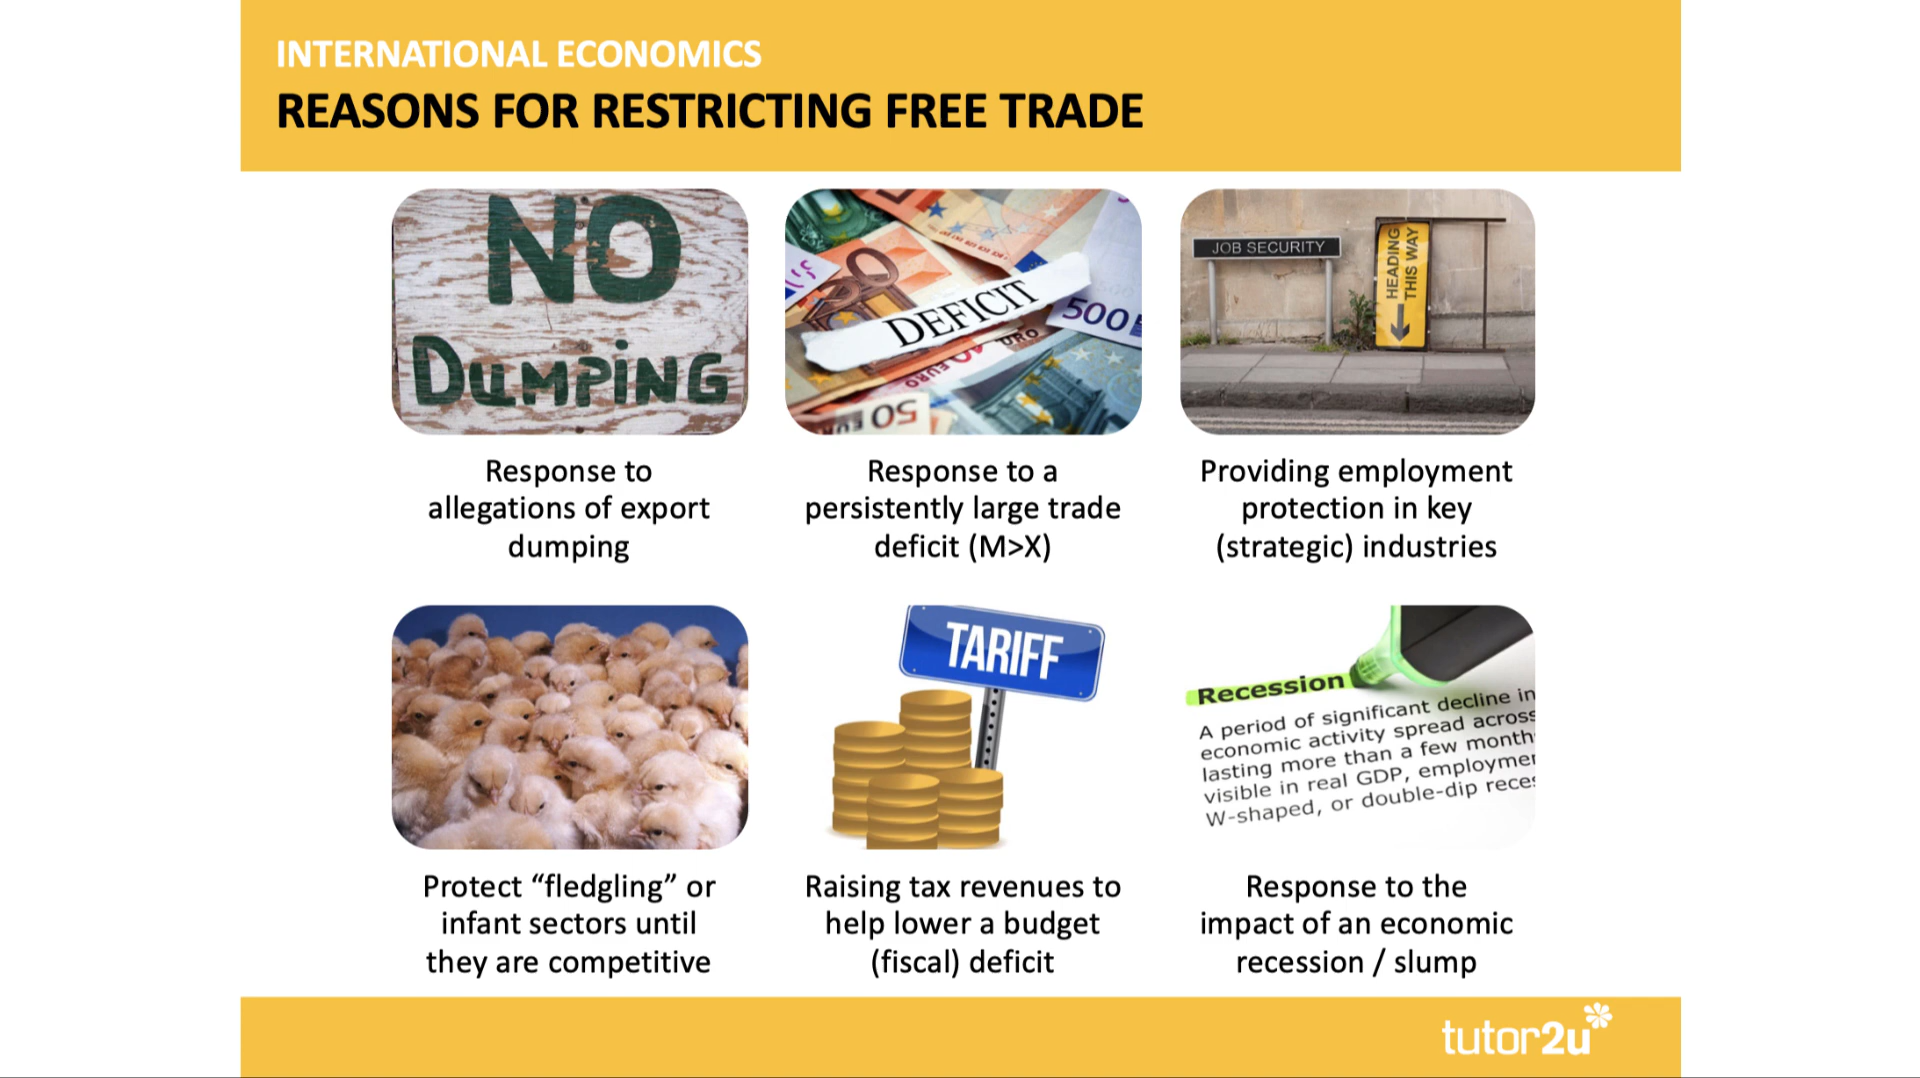 INTERNATIONAL ECONOMICS
REASONS FOR RESTRICTING FREE TRADE
NO
DUMPiNG
DEFICIT
50
500
EURO
50
JOB SECURITY
HEADING
THIS WAY
Response to
allegations of export
dumping
Response to a
persistently large trade
deficit (M>X)
Providing employment
protection in key
(strategic) industries
TARIFF
Recession
A period of significant decline in
economic activity spread across
lasting more than a few month
visible in real GDP, employmen
W-shaped, or double-dip reces
Protect “fledgling” or
infant sectors until
they are competitive
Raising tax revenues to
help lower a budget
(fiscal) deficit
Response to the
impact of an economic
recession / slump
tutor2u